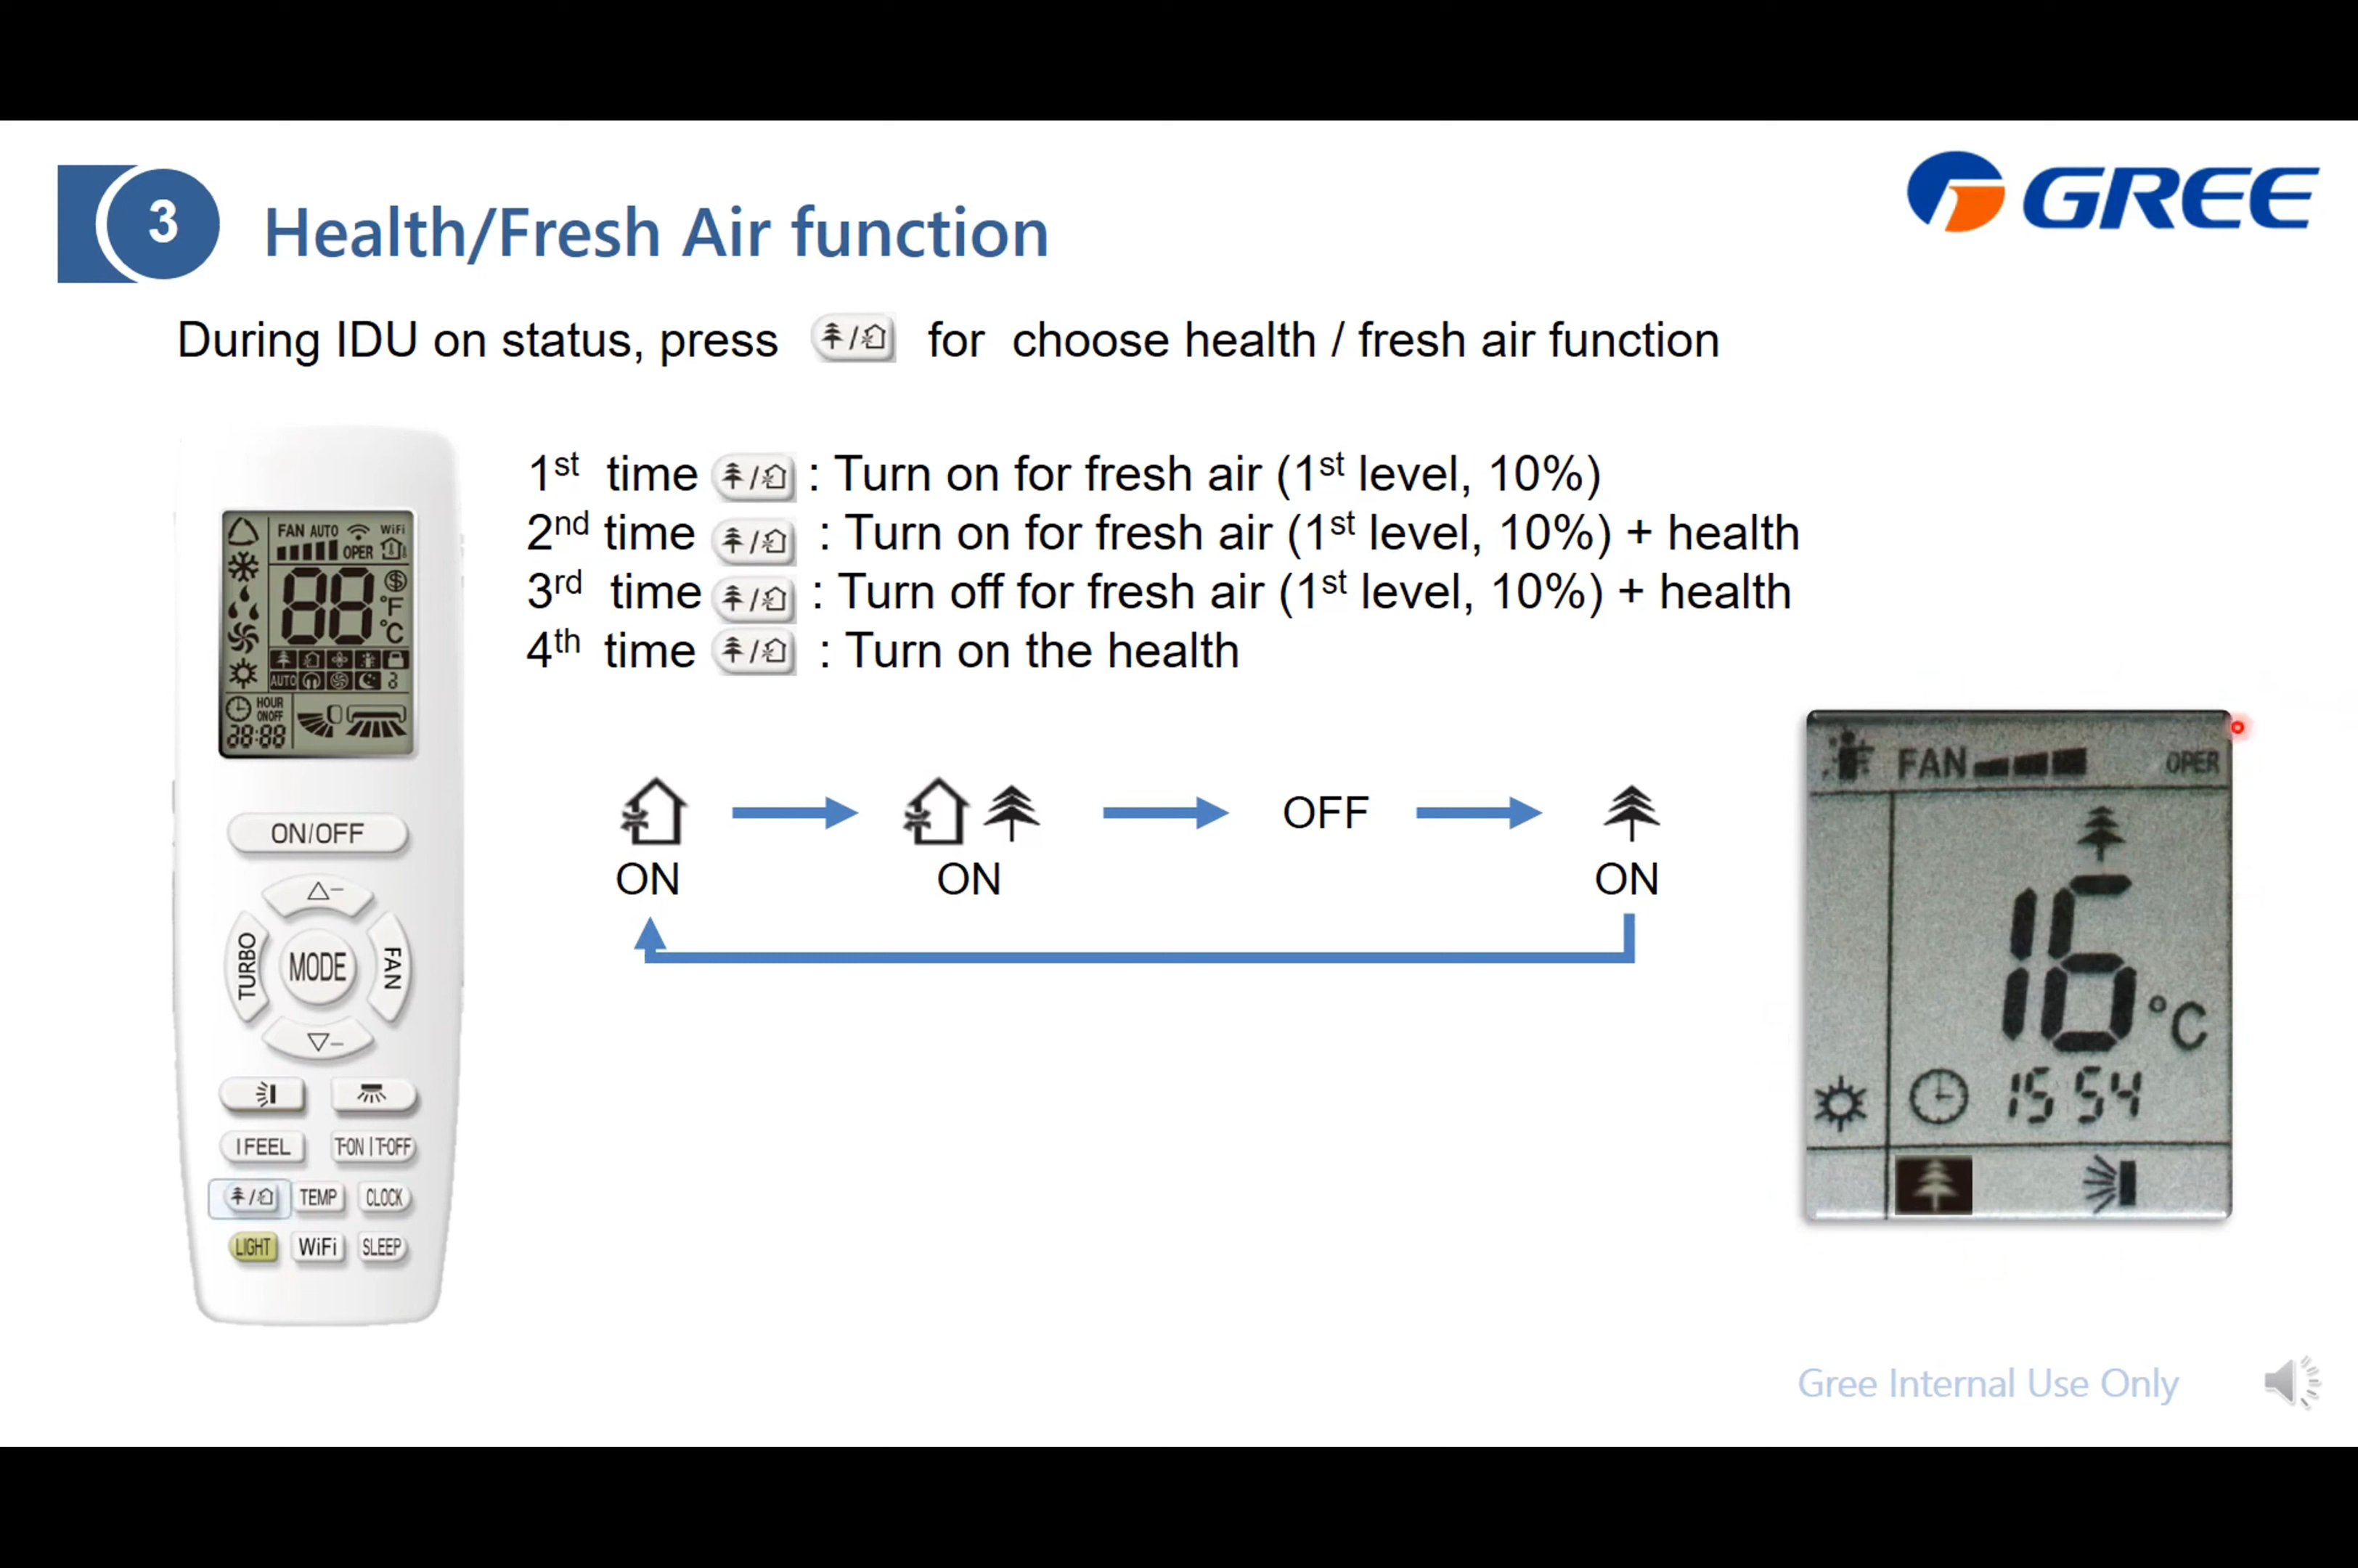 3
Health/Fresh Air function
GREE
During IDU on status, press for choose health / fresh air function
1st time : Turn on for fresh air (1st level, 10%)
2nd time : Turn on for fresh air (1st level, 10%) + health
3rd time : Turn off for fresh air (1st level, 10%) + health
4th time : Turn on the health
FAN AUTO WiFi
OPER
88 °F
°C
AUTO
HOUR
ON/OFF
88:88
ON/OFF
TURBO
MODE
FAN
I FEEL
T-ON | T-OFF
TEMP
CLOCK
LIGHT
WiFi
SLEEP
OFF
ON
ON
ON
FAN
OPER
16 °C
15 54
Gree Internal Use Only